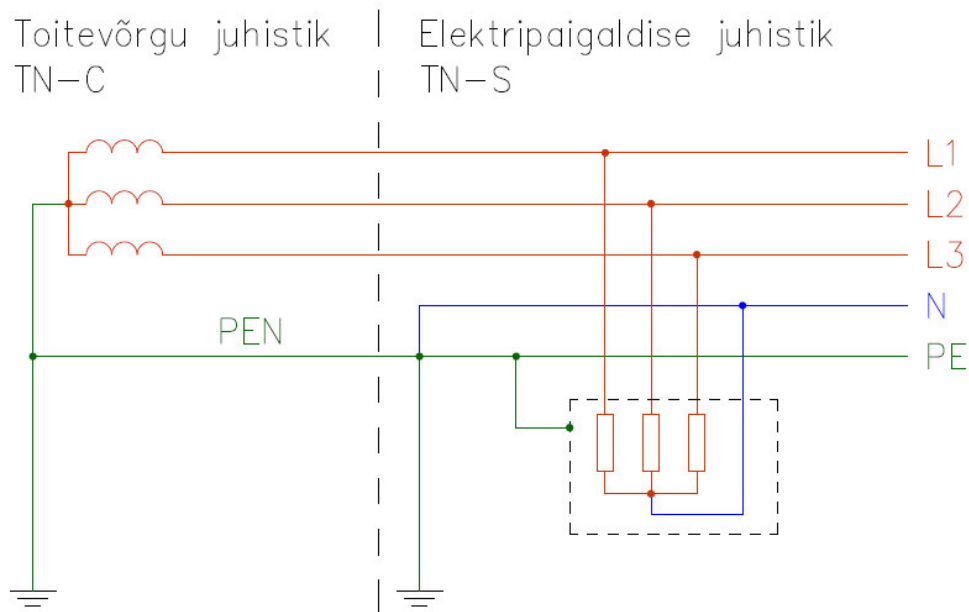 Toitevõrgu juhistik
TN-C
Elektripaigaldise juhistik
TN-S
L1
L2
L3
N
PEN
PE